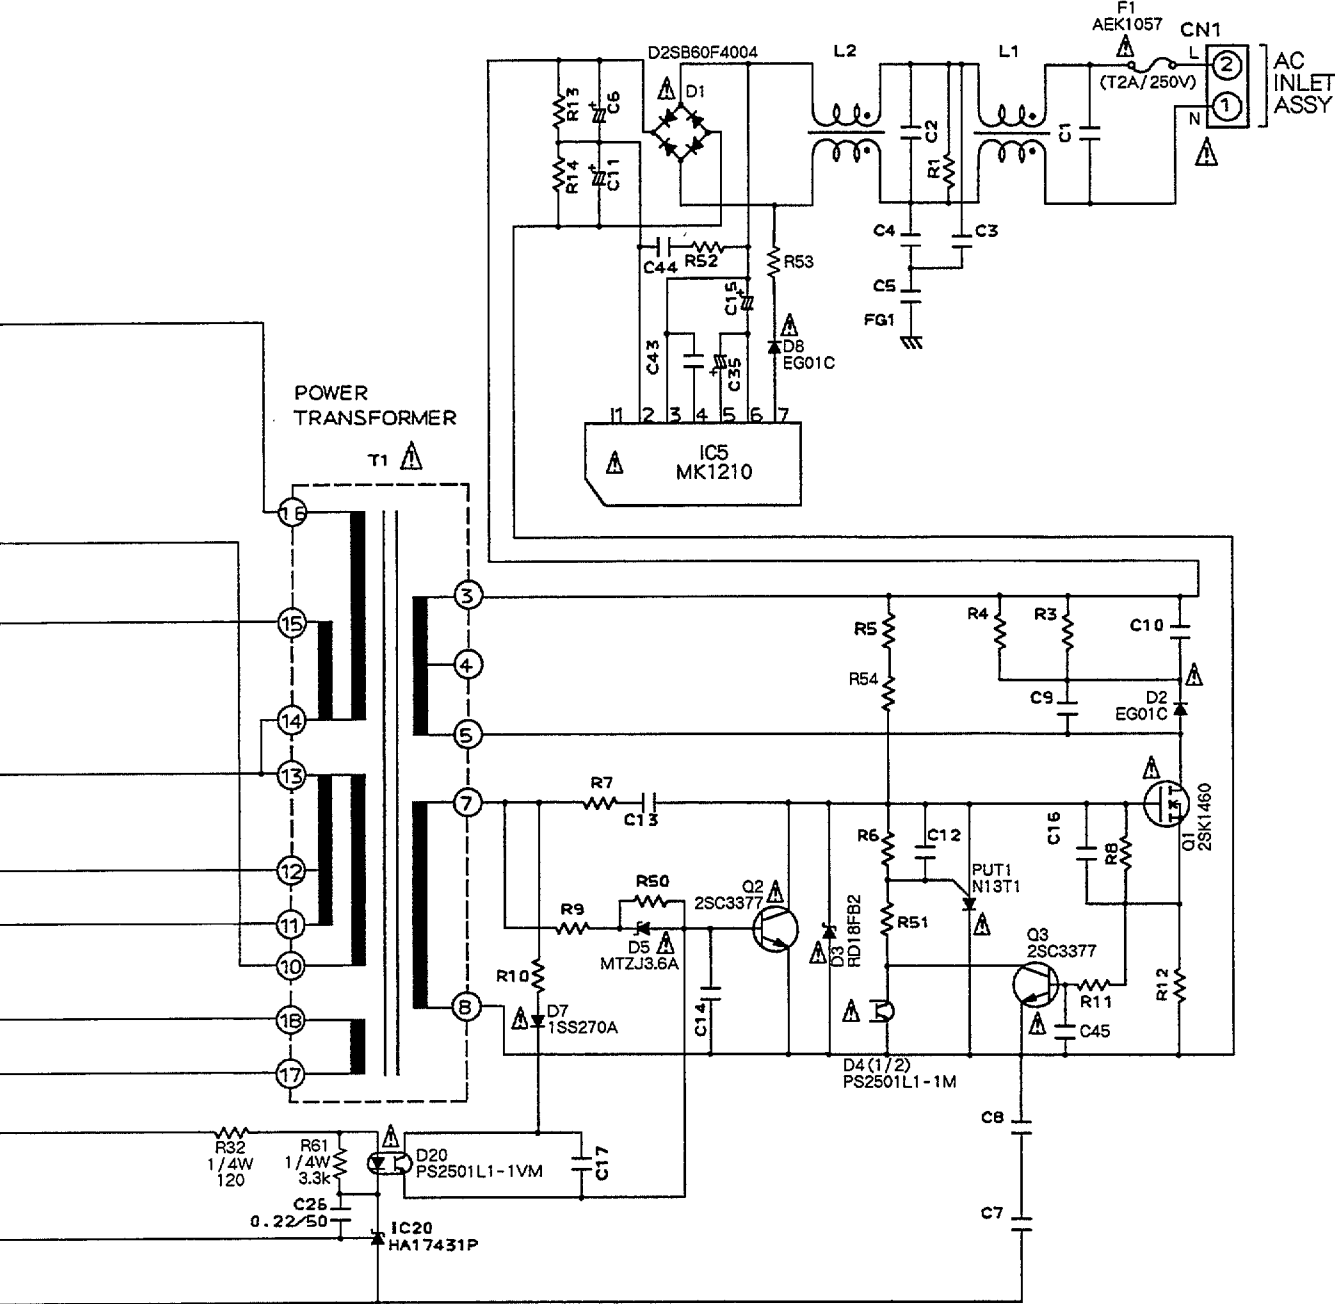 F1
AEK1057
CN1
D2SB60F4004
L2
L1
L
2
AC
INLET
ASSY
(T2A/250V)
1
N
D1
R13
C6
R14
C11
C2
R1
C1
C4
C3
C44
R52
R53
C5
FG1
C15
D8
EG01C
C43
C35
1
2
3
4
5
6
7
IC5
MK1210
POWER
TRANSFORMER
T1
3
15
4
14
5
13
7
12
11
10
8
18
17
R5
R54
R4
R3
C10
C9
D2
EG01C
R7
C13
R6
C12
C16
R8
Q1
2SK1460
PUT1
N13T1
R50
R9
D5
MTZJ3.6A
Q2
2SC3377
D3
RD18FB2
R51
Q3
2SC3377
R10
D7
1SS270A
C14
R11
R12
C45
D4(1/2)
PS2501L1-1M
C8
C7
R32
1/4W
120
R61
1/4W
3.3k
D20
PS2501L1-1VM
C17
0.22/50
IC20
HA17431P